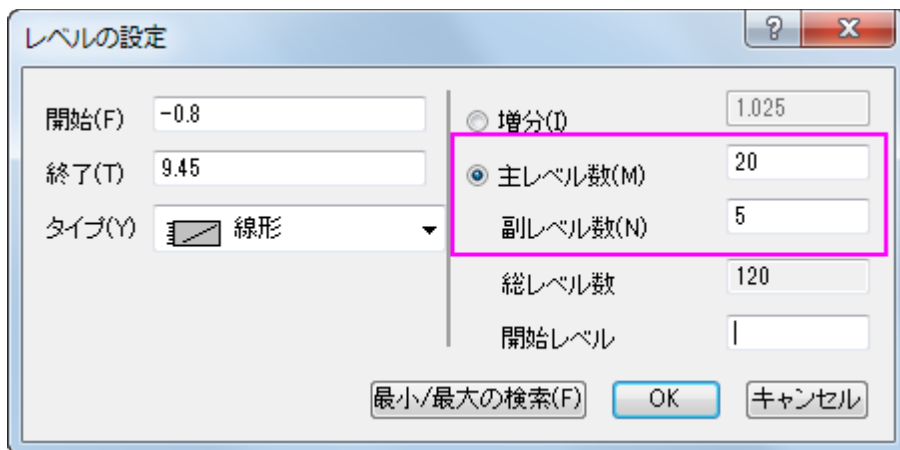 レベルの設定
開始(F) -0.8
終了(T) 9.45
タイプ(Y) 線形
増分(I) 1.025
主レベル数(M) 20
副レベル数(N) 5
総レベル数 120
開始レベル
最小/最大の検索(F) OK キャンセル